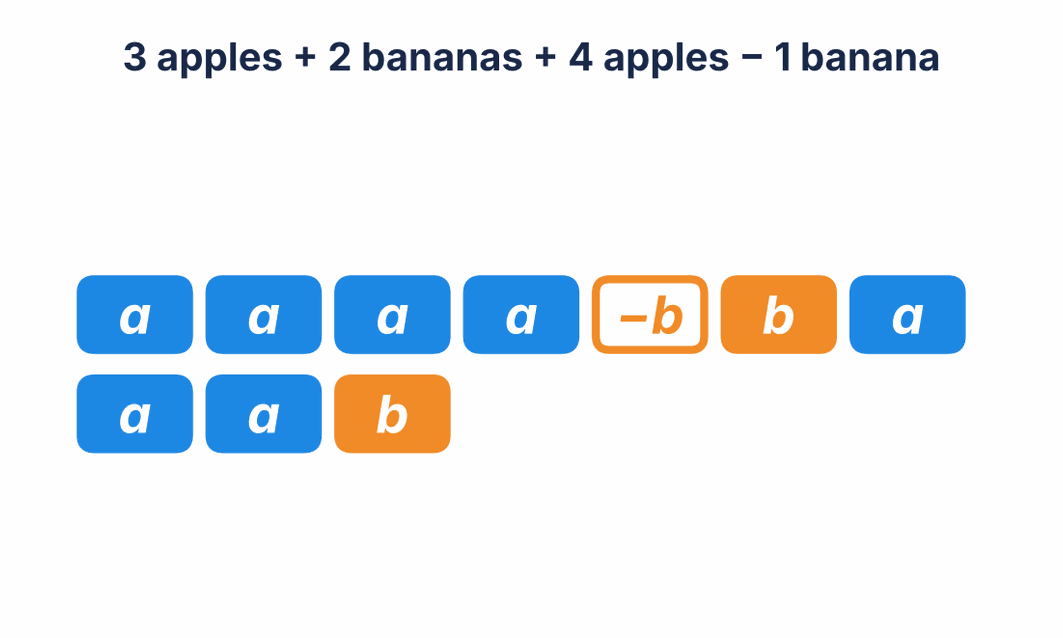 3 apples + 2 bananas + 4 apples − 1 banana
a a a a −b b a
a a b